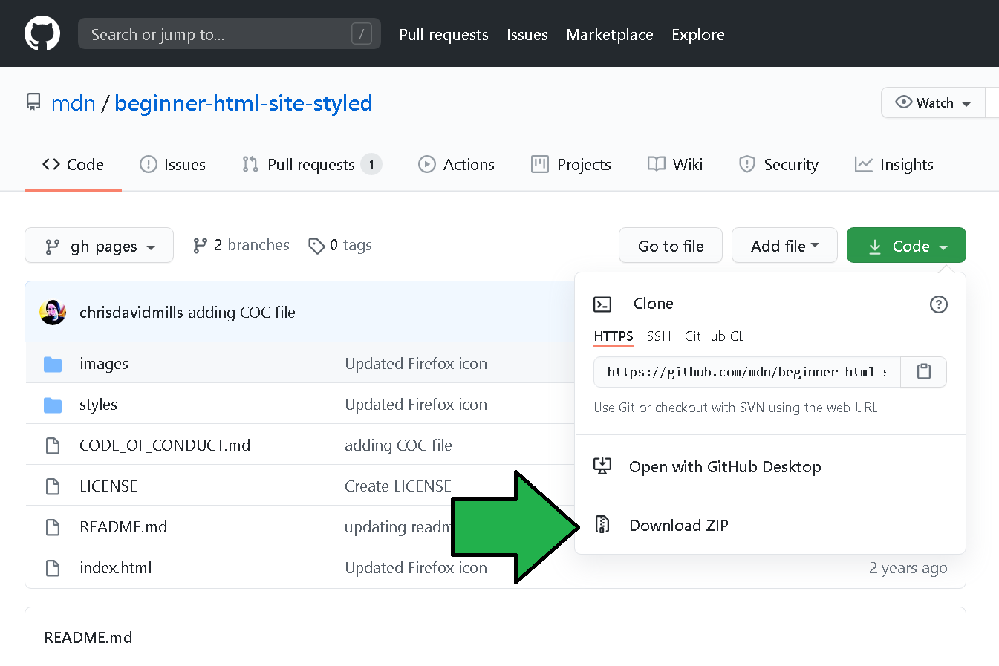 Search or jump to... / Pull requests Issues Marketplace Explore
mdn / beginner-html-site-styled Watch
Code Issues Pull requests 1 Actions Projects Wiki Security Insights
gh-pages 2 branches 0 tags Go to file Add file Code
chrisdavidmills adding COC file
Clone
HTTPS SSH GitHub CLI
https://github.com/mdn/beginner-html-s
Use Git or checkout with SVN using the web URL.
Open with GitHub Desktop
Download ZIP
images Updated Firefox icon
styles Updated Firefox icon
CODE_OF_CONDUCT.md adding COC file
LICENSE Create LICENSE
README.md updating readm
index.html Updated Firefox icon 2 years ago
README.md